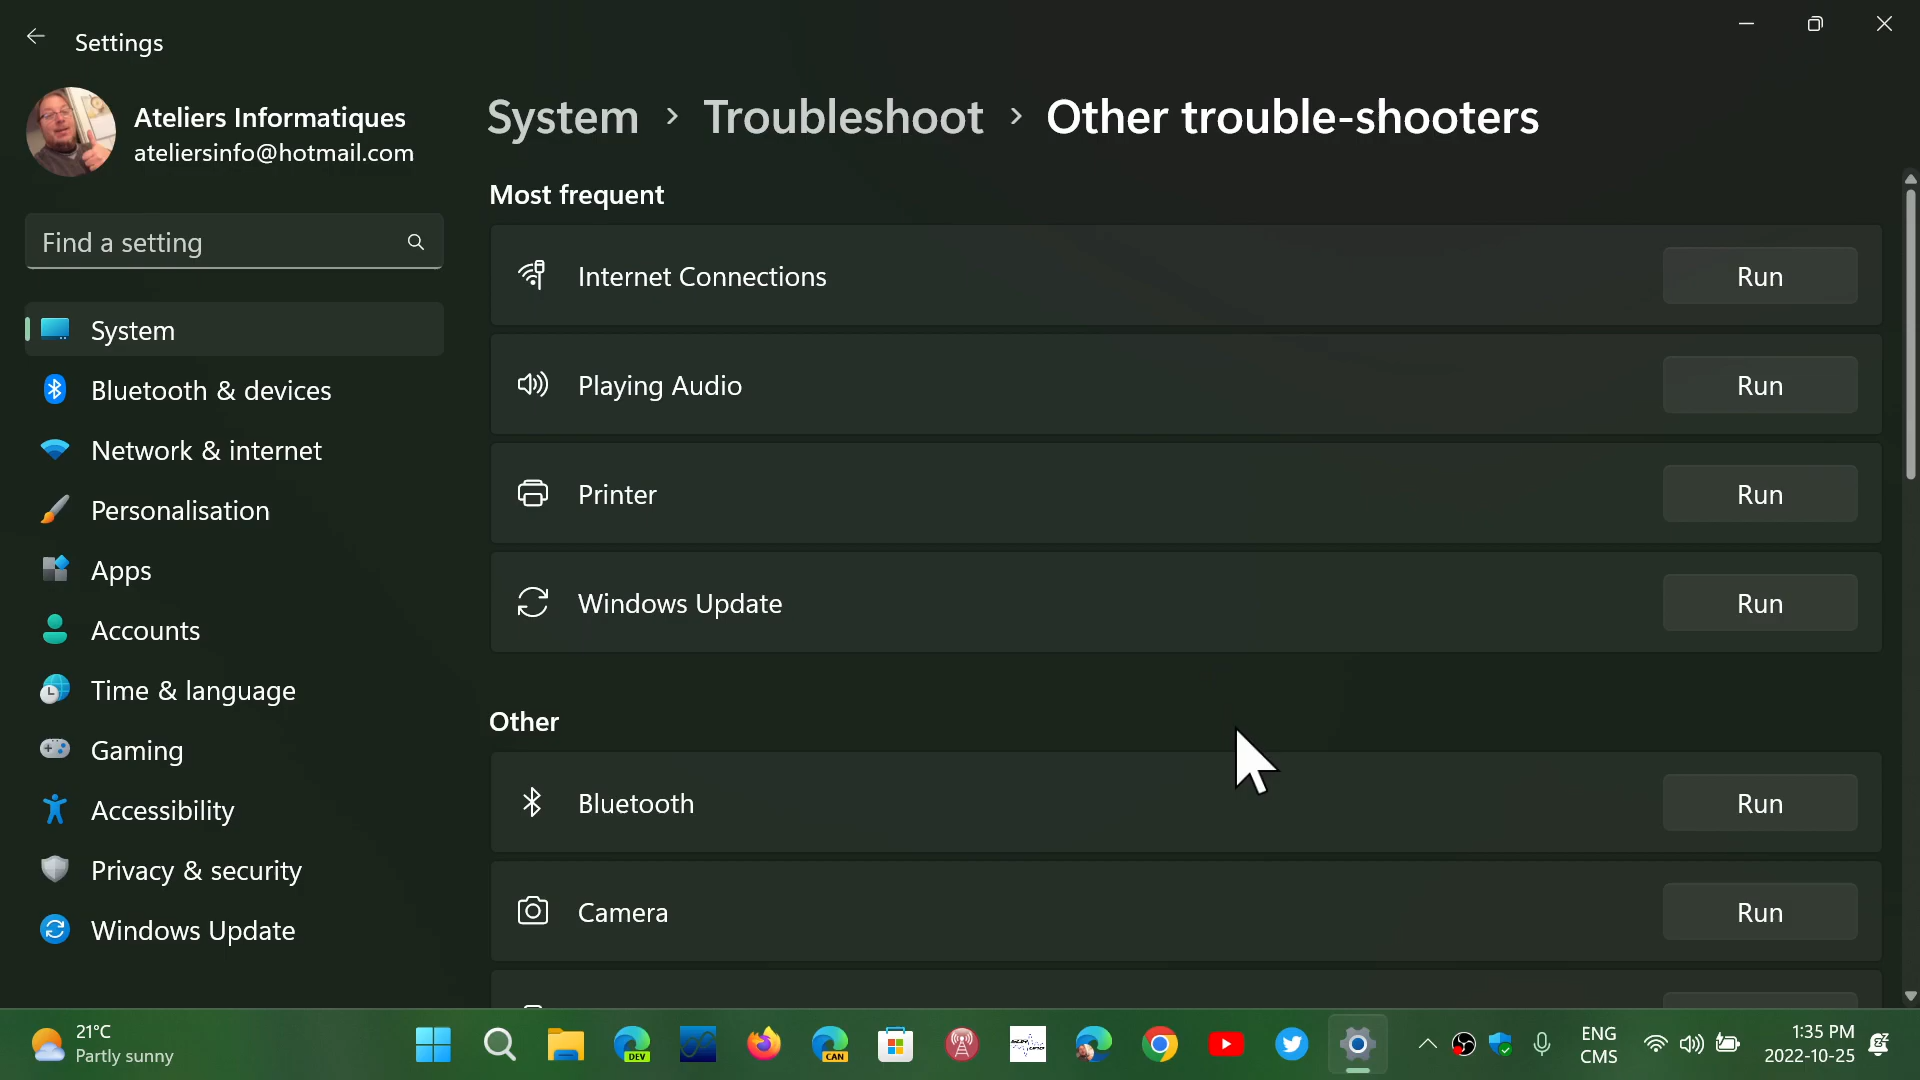 Settings
Ateliers Informatiques
ateliersinfo@hotmail.com
Find a setting
System
Bluetooth & devices
Network & internet
Personalisation
Apps
Accounts
Time & language
Gaming
Accessibility
Privacy & security
Windows Update
System › Troubleshoot › Other trouble-shooters
Most frequent
Internet Connections Run
Playing Audio Run
Printer Run
Windows Update Run
Other
Bluetooth Run
Camera Run
21°C
Partly sunny
DEV
CAN
ENG
CMS
1:35 PM
2022-10-25